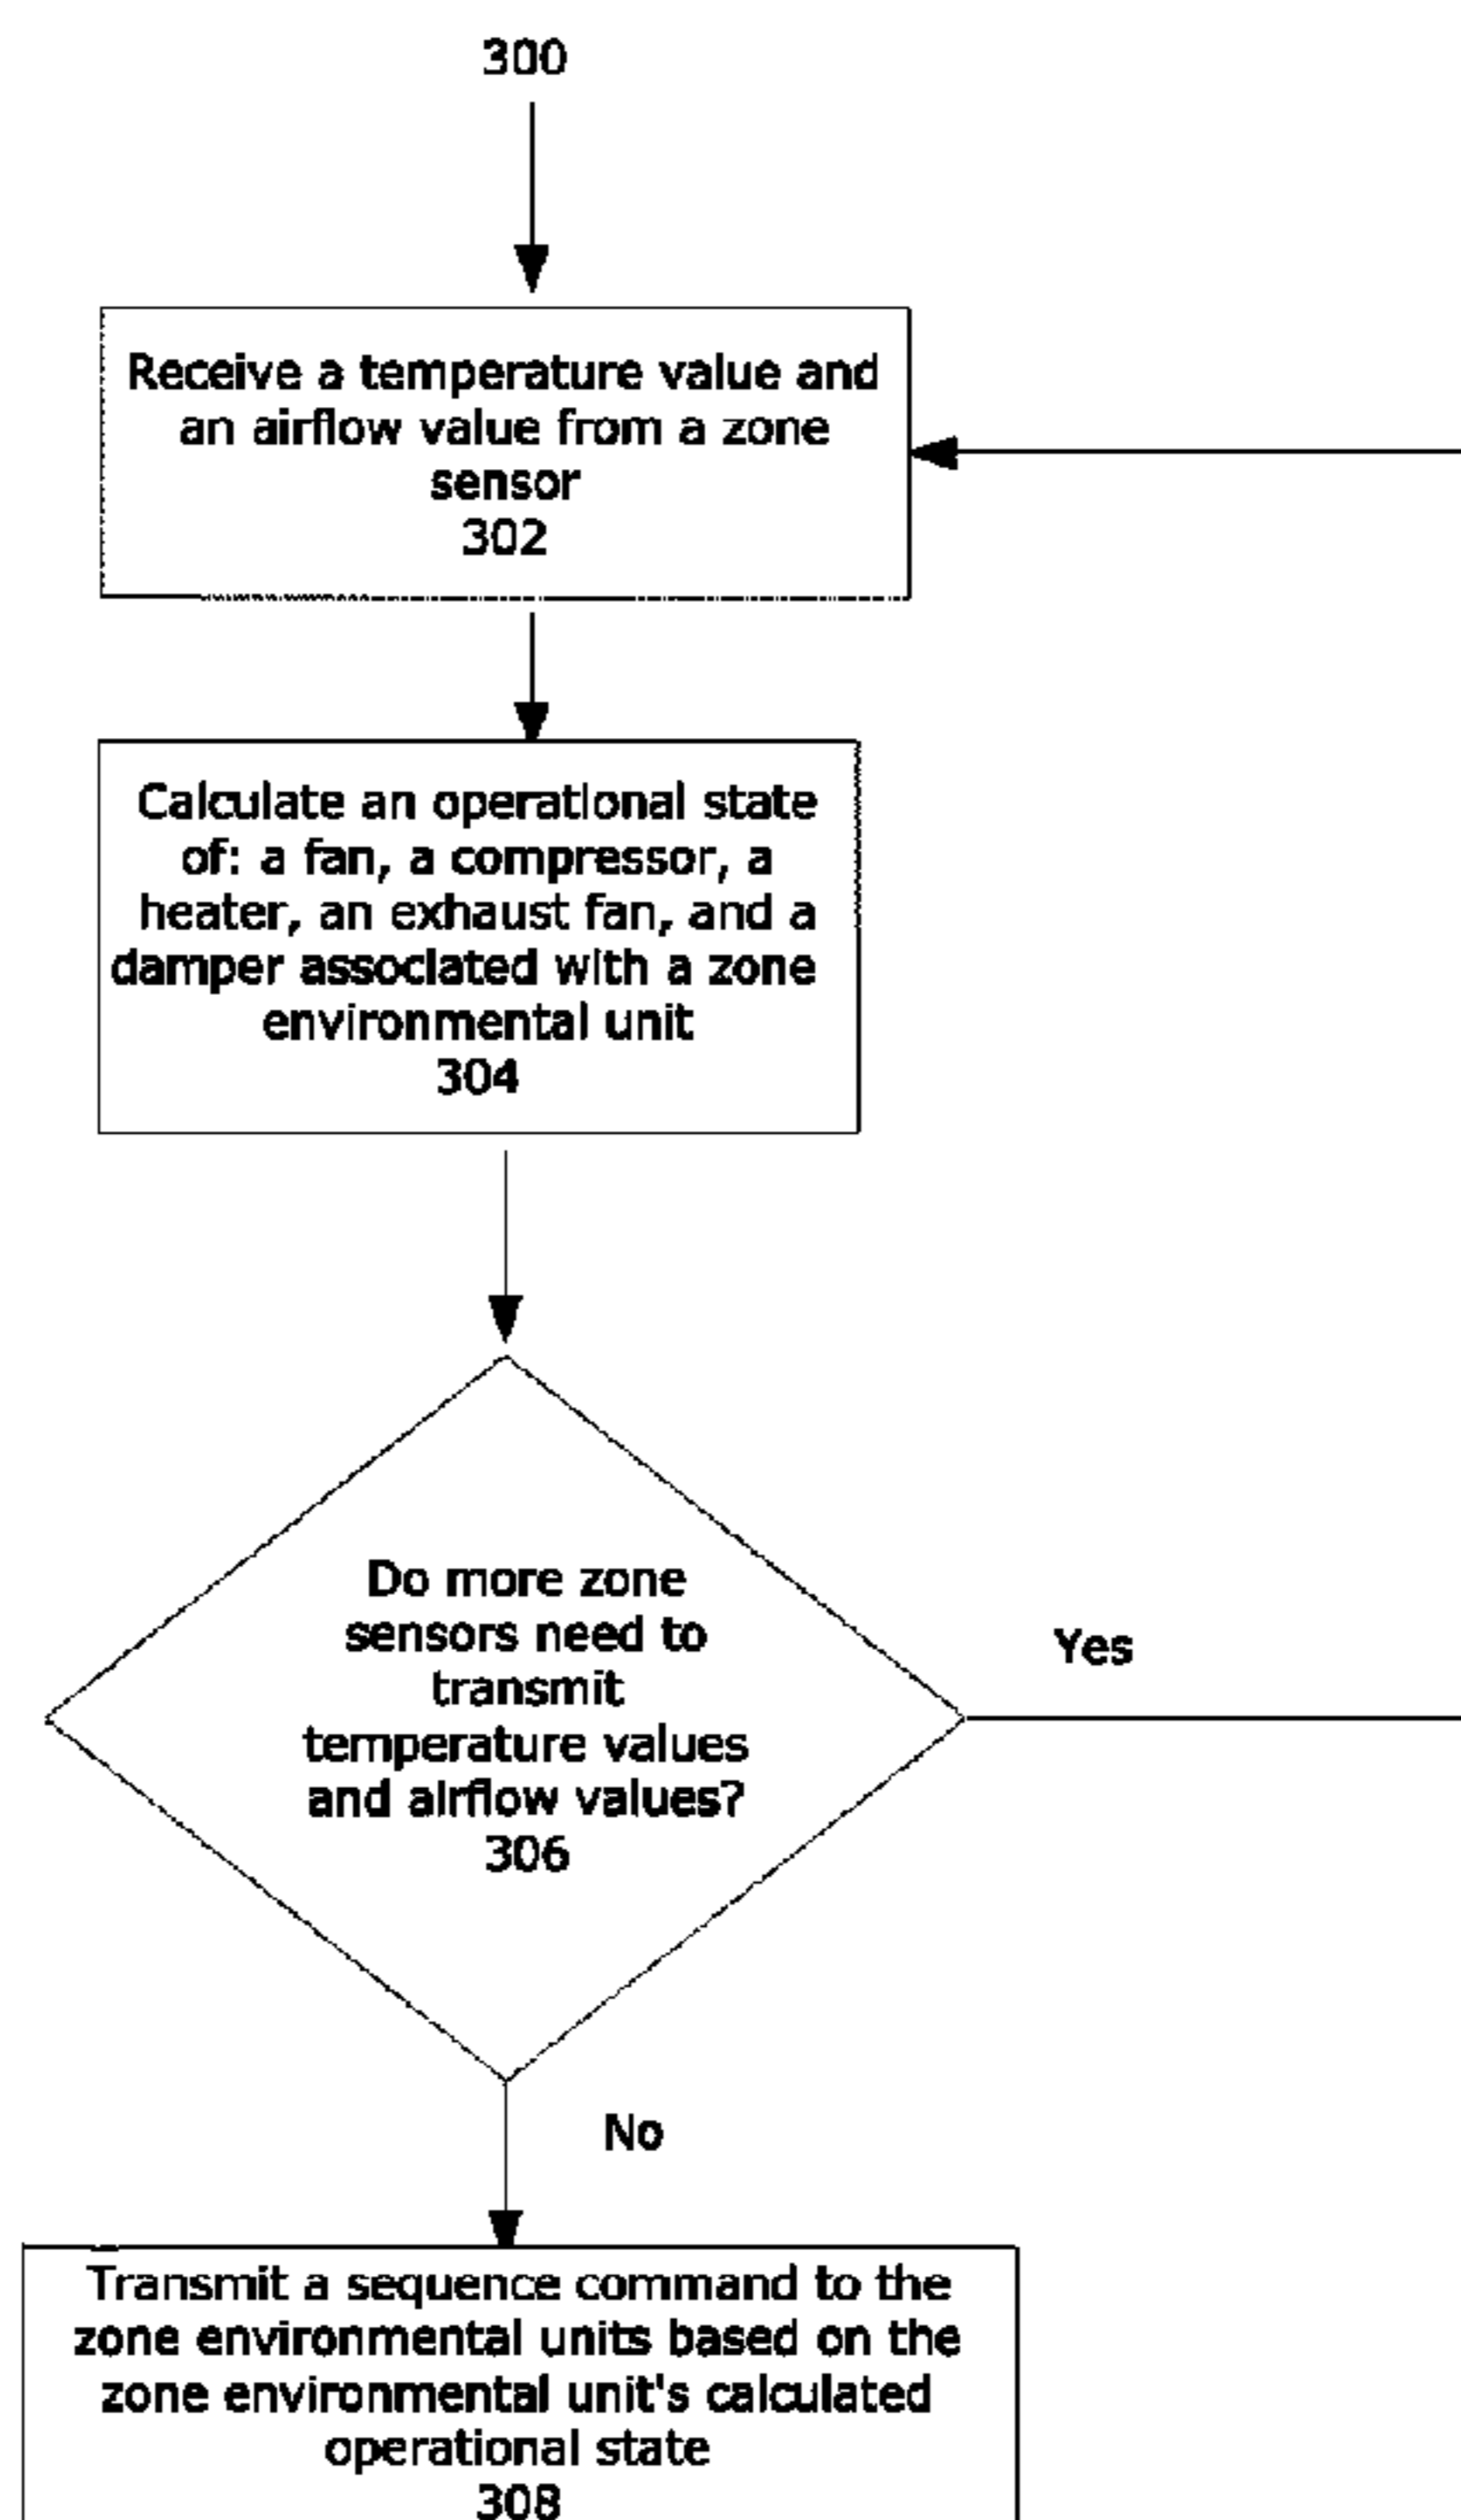 300
Receive a temperature value and
an airflow value from a zone
sensor
302
Calculate an operational state
of: a fan, a compressor, a
heater, an exhaust fan, and a
damper associated with a zone
environmental unit
304
Do more zone
sensors need to
transmit
temperature values
and airflow values?
306
Yes
No
Transmit a sequence command to the
zone environmental units based on the
zone environmental unit's calculated
operational state
308